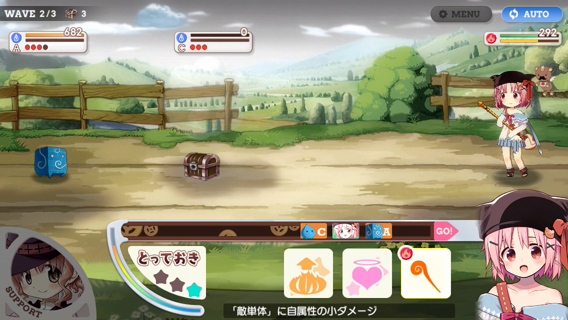 WAVE 2/3 3
MENU
AUTO
682
A
0
C
292
C
A
GO!
とっておき
SUPPORT
「敵単体」に自属性の小ダメージ